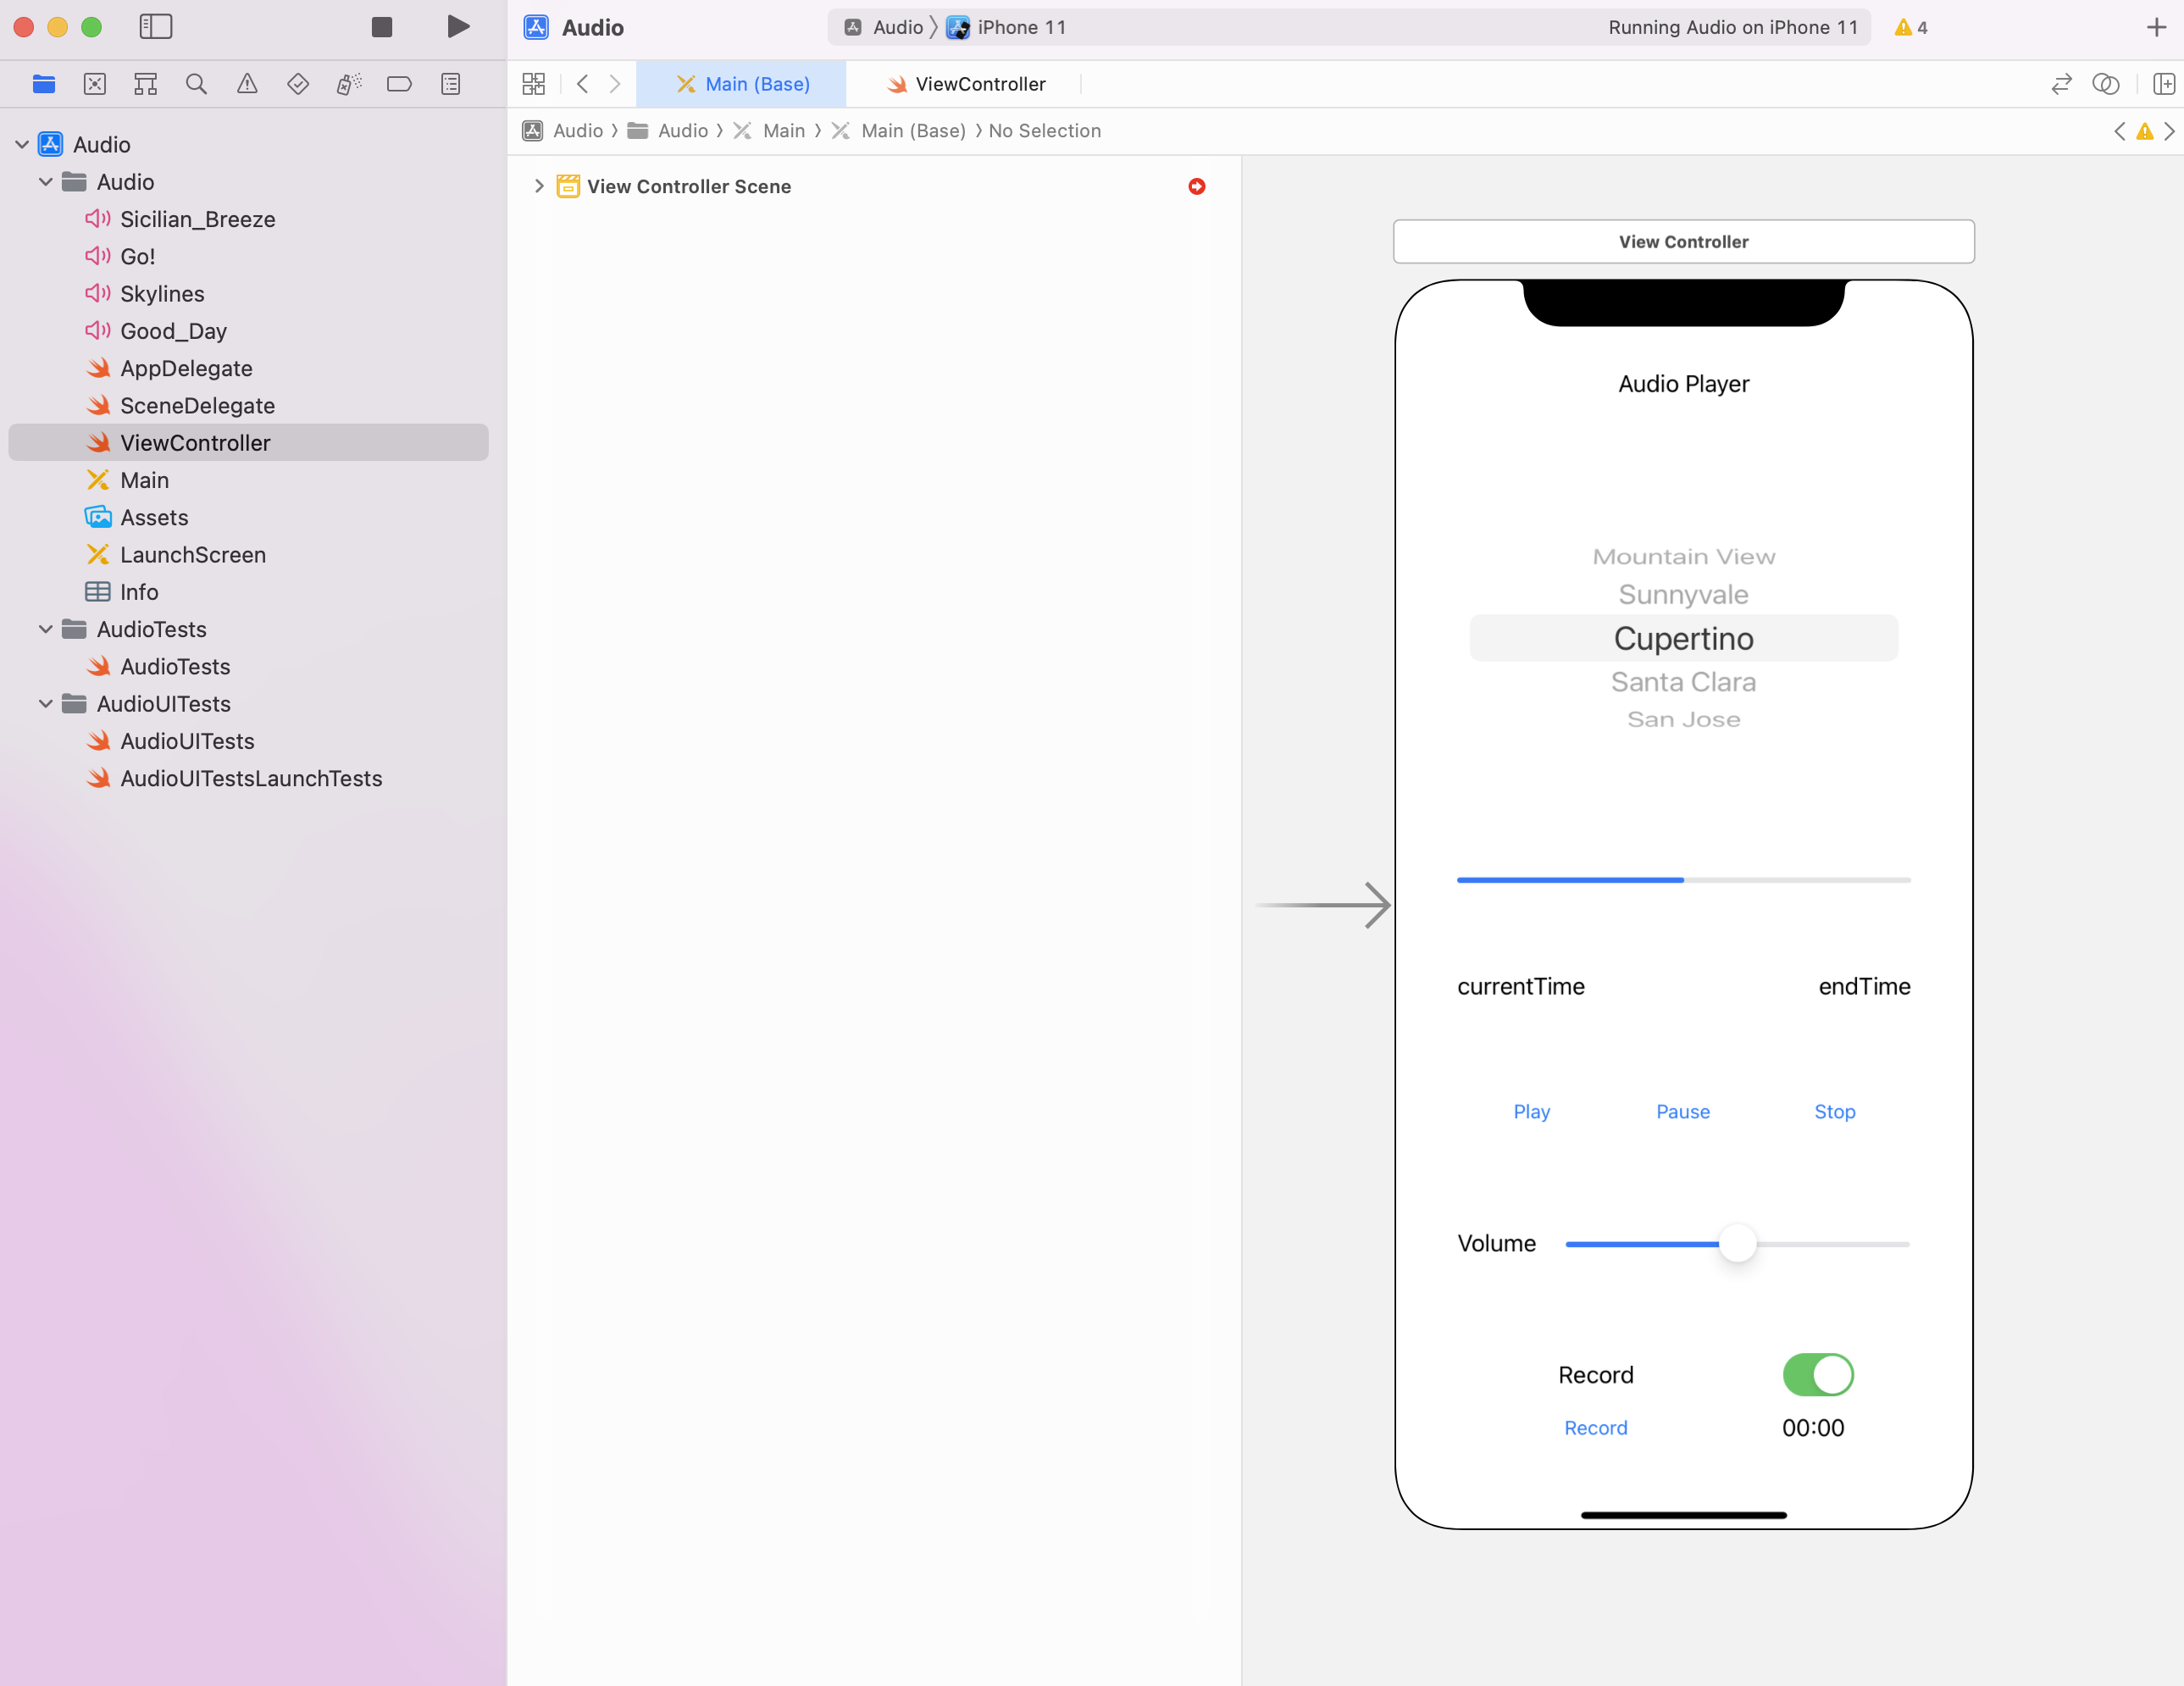 Audio
Audio 〉 iPhone 11
Running Audio on iPhone 11
4
Main (Base)
ViewController
Audio 〉 Audio 〉 Main 〉 Main (Base) 〉 No Selection
Audio
Audio
Sicilian_Breeze
Go!
Skylines
Good_Day
AppDelegate
SceneDelegate
ViewController
Main
Assets
LaunchScreen
Info
AudioTests
AudioTests
AudioUITests
AudioUITests
AudioUITestsLaunchTests
View Controller Scene
View Controller
Audio Player
Mountain View
Sunnyvale
Cupertino
Santa Clara
San Jose
currentTime endTime
Play Pause Stop
Volume
Record
Record 00:00